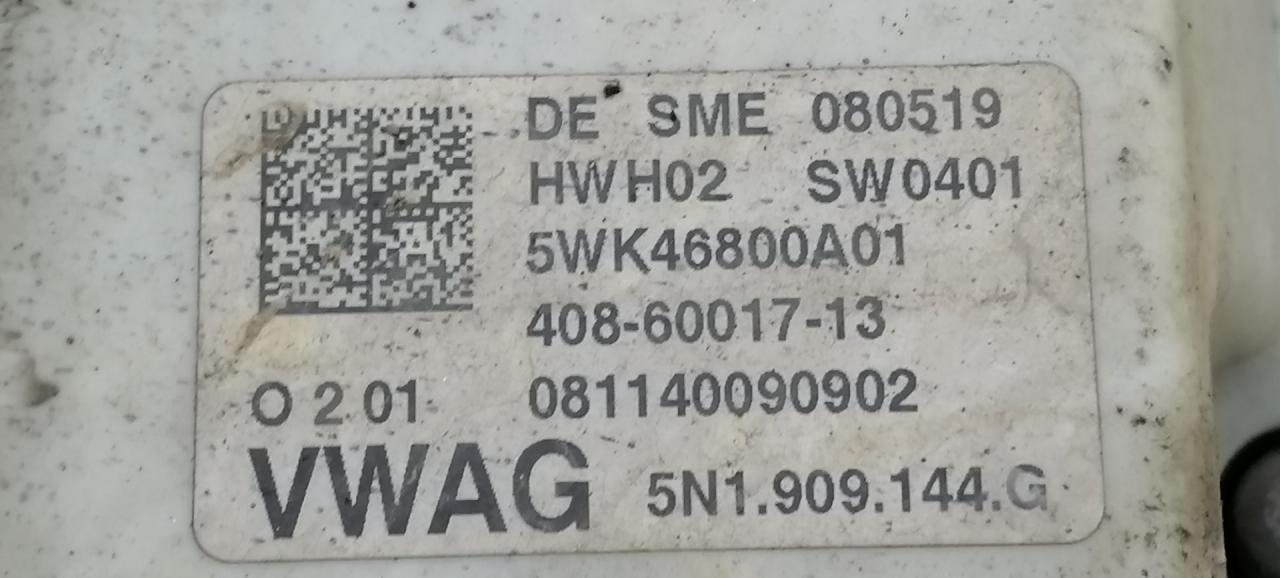 DE SME 080519
HWH02 SW0401
5WK46800A01
408-60017-13
O 2 01 081140090902
VWAG 5N1.909.144.G